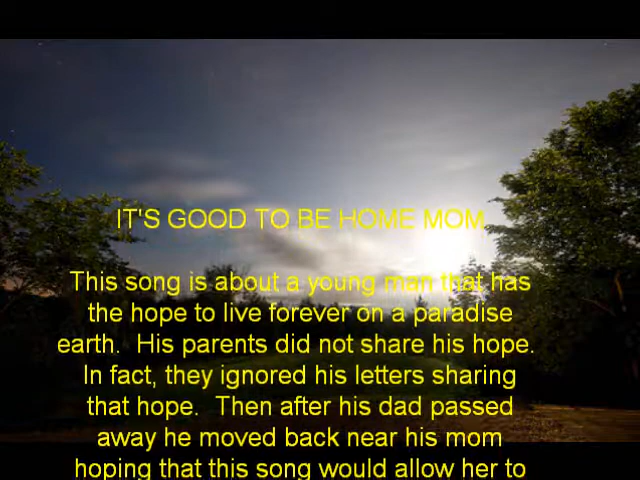 IT'S GOOD TO BE HOME MOM
This song is about a young man that has
the hope to live forever on a paradise
earth.  His parents did not share his hope.
In fact, they ignored his letters sharing
that hope.  Then after his dad passed
away he moved back near his mom
hoping that this song would allow her to